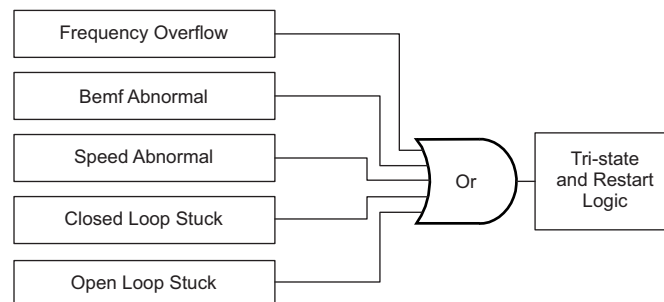 Frequency Overflow
Bemf Abnormal
Speed Abnormal
Closed Loop Stuck
Open Loop Stuck
Or
Tri-state
and Restart
Logic